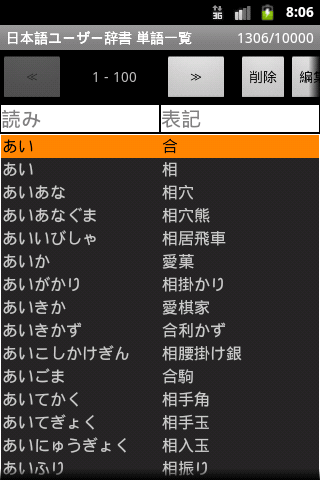 3G 8:06
日本語ユーザー辞書 単語一覧 1306/10000
≪ 1 - 100 ≫ 削除
読み 表記
あい 合
あい 相
あいあな 相穴
あいあなぐま 相穴熊
あいいびしゃ 相居飛車
あいか 愛菓
あいがかり 相掛かり
あいきか 愛棋家
あいきかず 合利かず
あいこしかけぎん 相腰掛け銀
あいごま 合駒
あいてかく 相手角
あいてぎょく 相手玉
あいにゅうぎょく 相入玉
あいふり 相振り